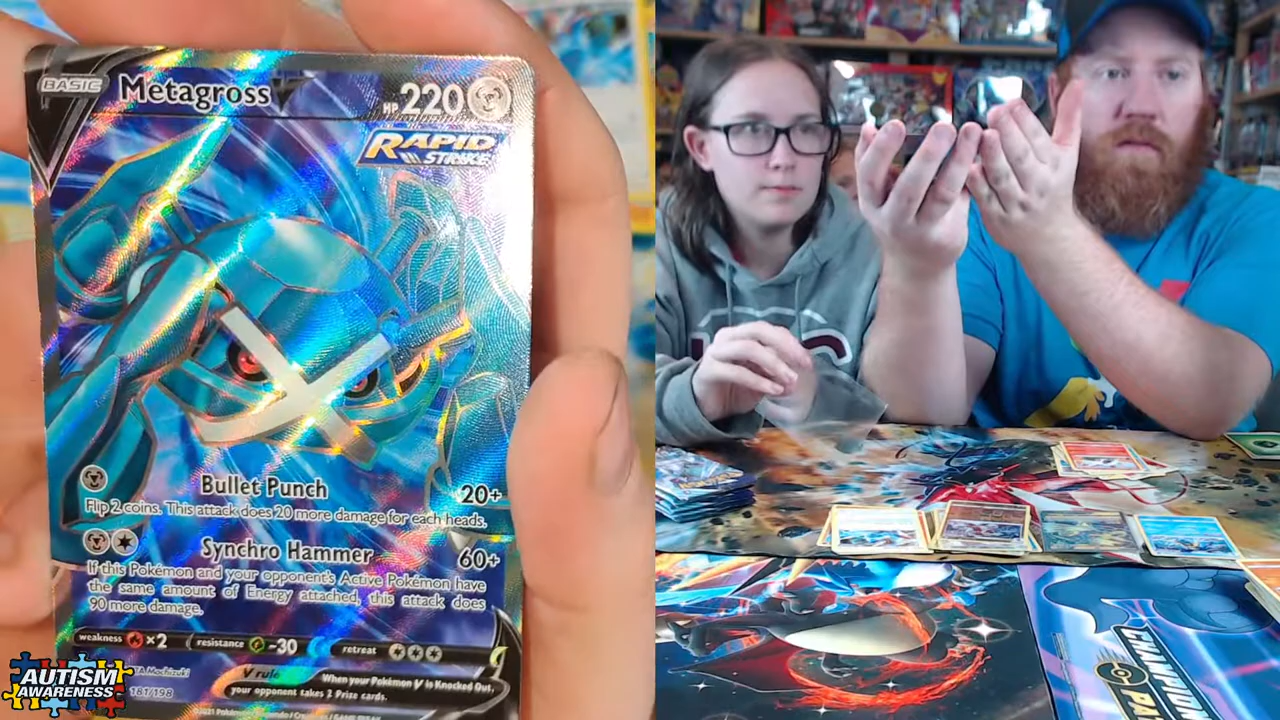 BASIC
Metagross V
HP 220
RAPID
STRIKE
Bullet Punch 20+
Flip 2 coins. This attack does 20 more damage for each heads.
Synchro Hammer 60+
If this Pokémon and your opponent's Active Pokémon have
the same amount of Energy attached, this attack does
90 more damage.
weakness ×2 resistance -30 retreat
V rule When your Pokémon V is Knocked Out,
your opponent takes 2 Prize cards.
Mochizuki
181/198
©2021 Pokémon
AUTISM
AWARENESS